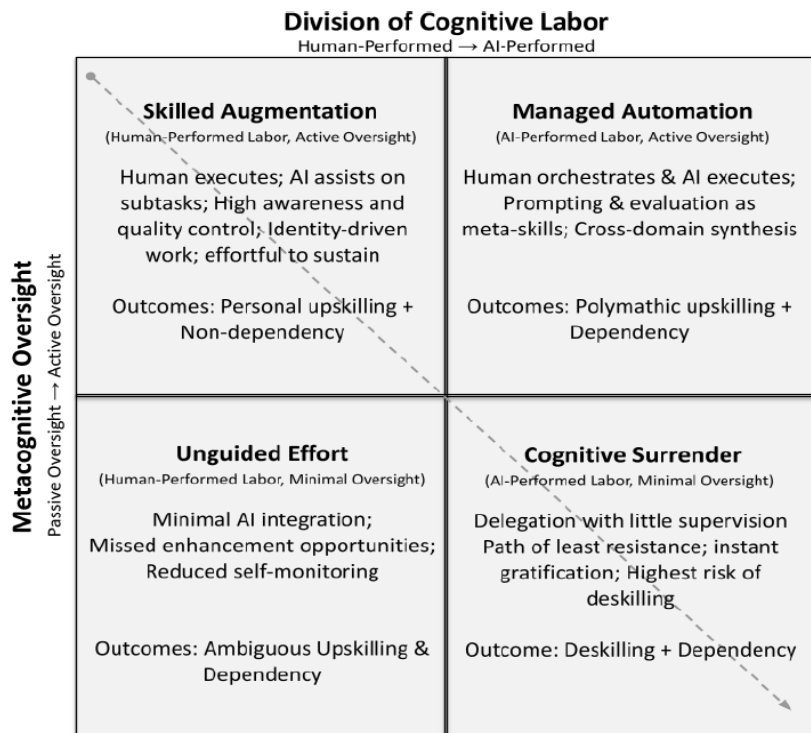 Division of Cognitive Labor
Human-Performed → AI-Performed
Metacognitive Oversight
Passive Oversight → Active Oversight
Skilled Augmentation
(Human-Performed Labor, Active Oversight)
Human executes; AI assists on
subtasks; High awareness and
quality control; Identity-driven
work; effortful to sustain
Outcomes: Personal upskilling +
Non-dependency
Managed Automation
(AI-Performed Labor, Active Oversight)
Human orchestrates & AI executes;
Prompting & evaluation as
meta-skills; Cross-domain synthesis
Outcomes: Polymathic upskilling +
Dependency
Unguided Effort
(Human-Performed Labor, Minimal Oversight)
Minimal AI integration;
Missed enhancement opportunities;
Reduced self-monitoring
Outcomes: Ambiguous Upskilling &
Dependency
Cognitive Surrender
(AI-Performed Labor, Minimal Oversight)
Delegation with little supervision
Path of least resistance; instant
gratification; Highest risk of
deskilling
Outcome: Deskilling + Dependency